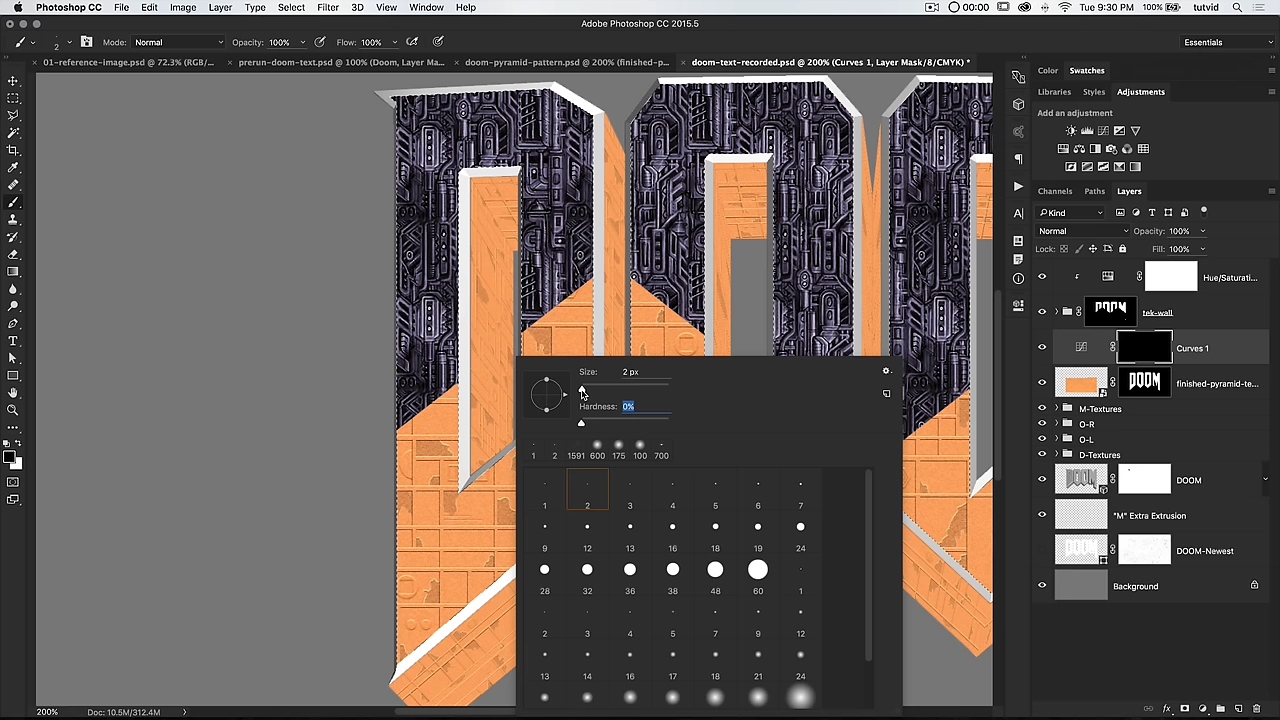 Photoshop CC File Edit Image Layer Type Select Filter 3D View Window Help 00:00 100% Tue 9:30 PM tutvid
Adobe Photoshop CC 2015.5
2 Mode: Normal Opacity: 100% Flow: 100% Essentials
01-reference-image.psd @ 72.3% (RGB/... × prerun-doom-text.psd @ 100% (Doom, Layer Ma... × doom-pyramid-pattern.psd @ 200% (finished-p... × doom-text-recorded.psd @ 200% (Curves 1, Layer Mask/8/CMYK) *
Color Swatches
Libraries Styles Adjustments
Add an adjustment
Channels Paths Layers
Kind
Normal Opacity: 100%
Lock: Fill: 100%
Hue/Saturati...
tek-wall
Curves 1
finished-pyramid-te...
M-Textures
O-R
O-L
D-Textures
DOOM
"M" Extra Extrusion
DOOM-Newest
Background
Size: 2 px
Hardness: 0%
1 2 1591 600 175 100 700
1 2 3 4 5 6 7
9 12 13 16 18 19 24
28 32 36 38 48 60 1
2 3 4 5 7 9 12
13 14 16 17 18 21 24
200% Doc: 10.5M/312.4M